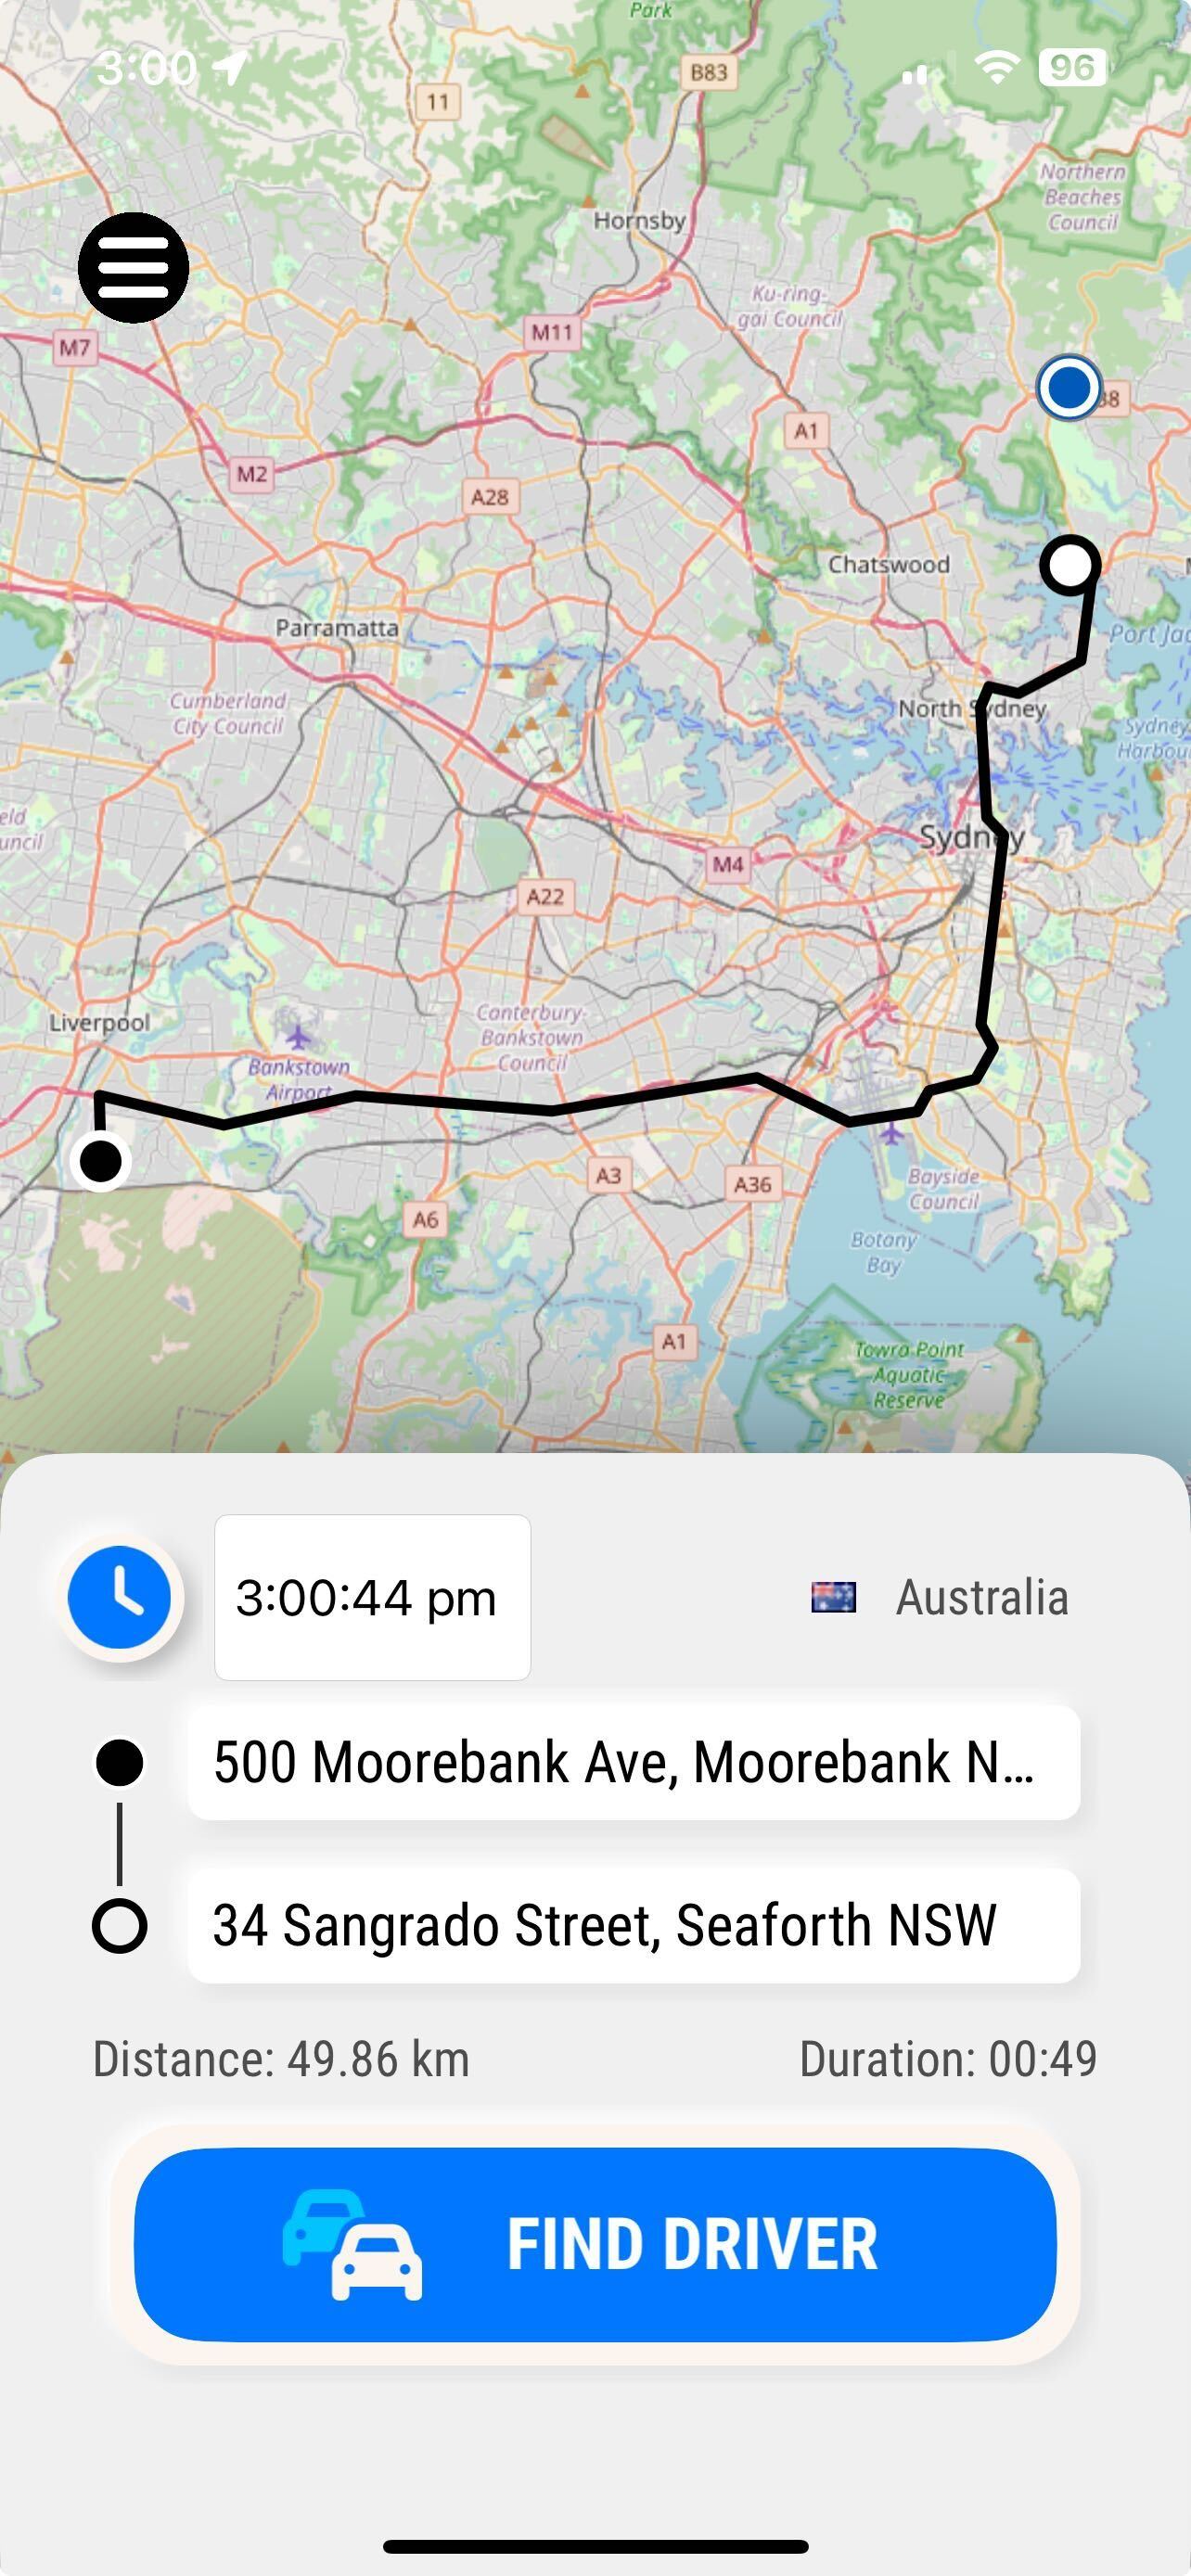 Park
3:00
96
B83
11
Northern
Beaches
Council
Hornsby
Ku-ring-
gai Council
M7
M11
A1
M2
A28
Chatswood
Parramatta
Port Jac
Cumberland
City Council
North Sydney
Sydney
Harbou
eld
uncil
Sydney
M4
A22
Canterbury-
Bankstown
Council
Liverpool
Bankstown
Airport
A3
A36
Bayside
Council
A6
Botany
Bay
A1
Towra Point
Aquatic
Reserve
3:00:44 pm
Australia
500 Moorebank Ave, Moorebank N...
34 Sangrado Street, Seaforth NSW
Distance: 49.86 km
Duration: 00:49
FIND DRIVER